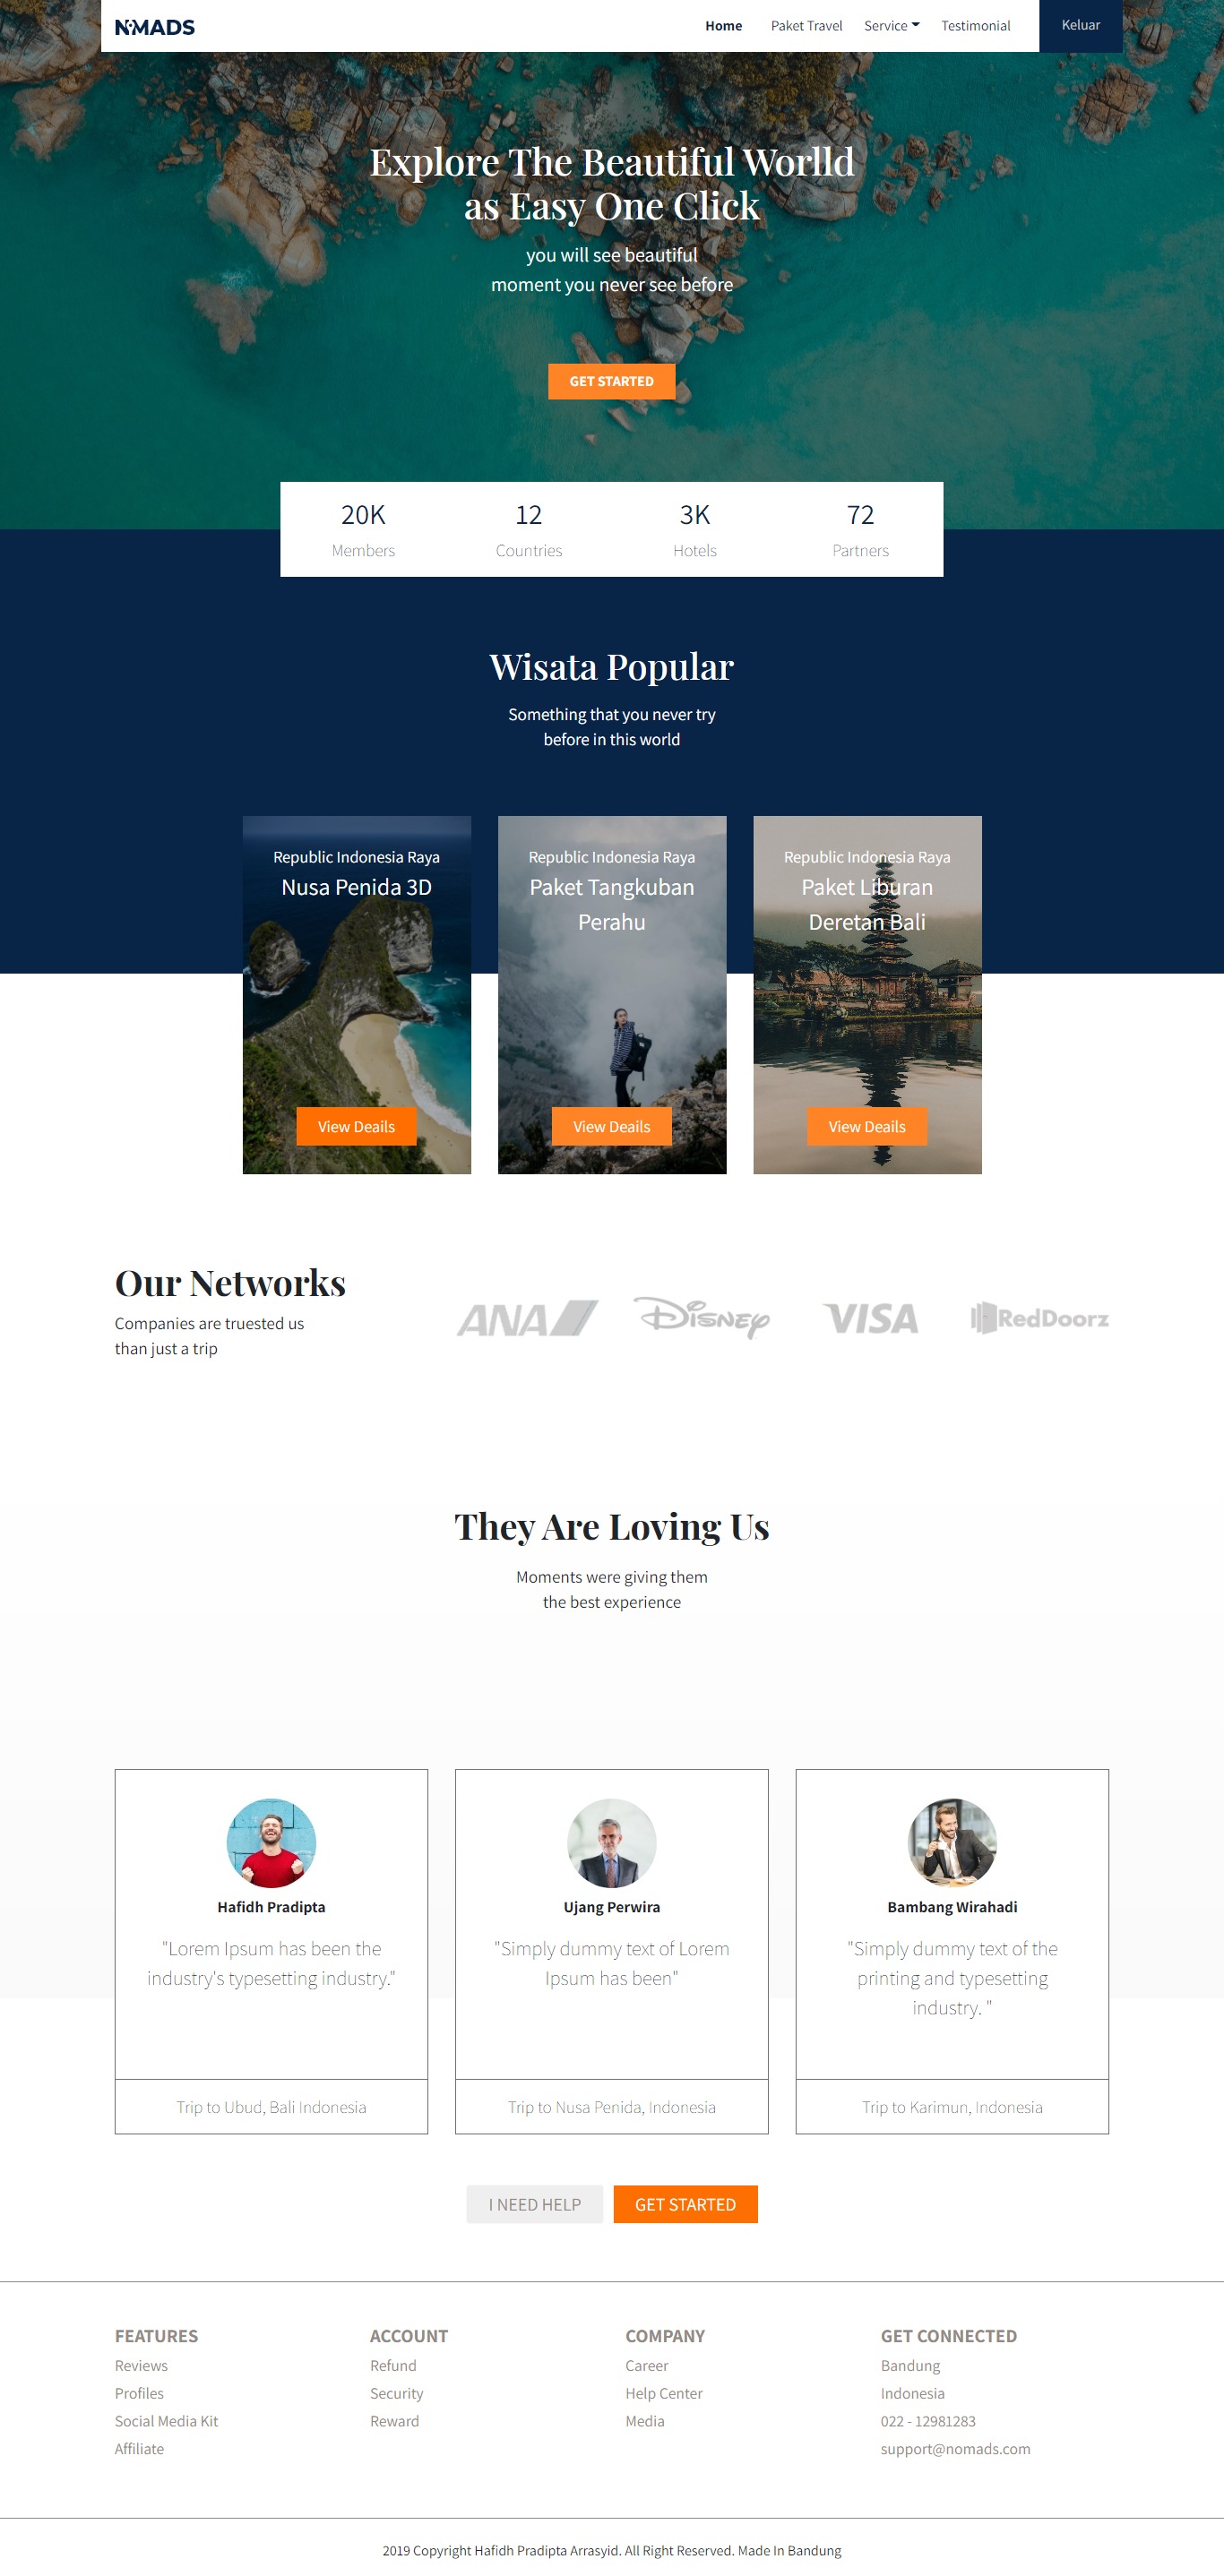 NOMADS
Home Paket Travel Service Testimonial Keluar
Explore The Beautiful Worlld
as Easy One Click
you will see beautiful
moment you never see before
GET STARTED
20K 12 3K 72
Members Countries Hotels Partners
Wisata Popular
Something that you never try
before in this world
Republic Indonesia Raya
Nusa Penida 3D
View Deails
Republic Indonesia Raya
Paket Tangkuban
Perahu
View Deails
Republic Indonesia Raya
Paket Liburan
Deretan Bali
View Deails
Our Networks
Companies are truested us
than just a trip
ANA Disney VISA RedDoorz
They Are Loving Us
Moments were giving them
the best experience
Hafidh Pradipta
"Lorem Ipsum has been the
industry's typesetting industry."
Trip to Ubud, Bali Indonesia
Ujang Perwira
"Simply dummy text of Lorem
Ipsum has been"
Trip to Nusa Penida, Indonesia
Bambang Wirahadi
"Simply dummy text of the
printing and typesetting
industry. "
Trip to Karimun, Indonesia
I NEED HELP GET STARTED
FEATURES
Reviews
Profiles
Social Media Kit
Affiliate
ACCOUNT
Refund
Security
Reward
COMPANY
Career
Help Center
Media
GET CONNECTED
Bandung
Indonesia
022 - 12981283
support@nomads.com
2019 Copyright Hafidh Pradipta Arrasyid. All Right Reserved. Made In Bandung